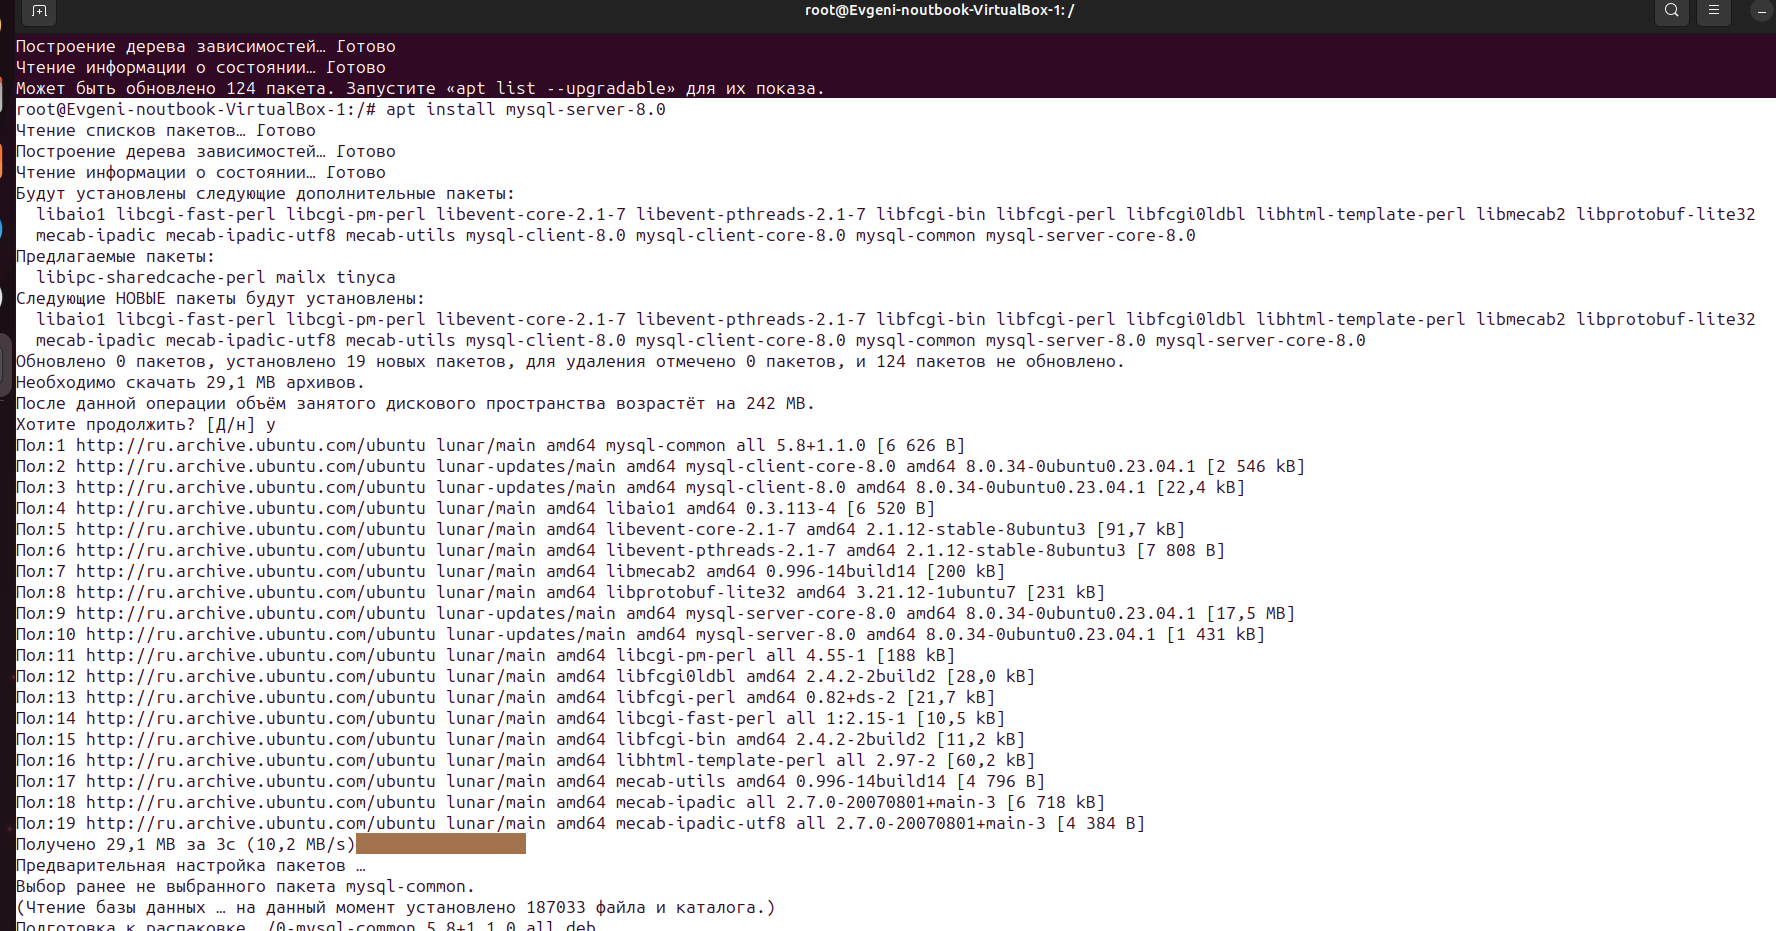 root@Evgeni-noutbook-VirtualBox-1: /
Построение дерева зависимостей… Готово
Чтение информации о состоянии… Готово
Может быть обновлено 124 пакета. Запустите «apt list --upgradable» для их показа.
root@Evgeni-noutbook-VirtualBox-1:/# apt install mysql-server-8.0
Чтение списков пакетов… Готово
Построение дерева зависимостей… Готово
Чтение информации о состоянии… Готово
Будут установлены следующие дополнительные пакеты:
libaio1 libcgi-fast-perl libcgi-pm-perl libevent-core-2.1-7 libevent-pthreads-2.1-7 libfcgi-bin libfcgi-perl libfcgi0ldbl libhtml-template-perl libmecab2 libprotobuf-lite32
mecab-ipadic mecab-ipadic-utf8 mecab-utils mysql-client-8.0 mysql-client-core-8.0 mysql-common mysql-server-core-8.0
Предлагаемые пакеты:
libipc-sharedcache-perl mailx tinyca
Следующие НОВЫЕ пакеты будут установлены:
libaio1 libcgi-fast-perl libcgi-pm-perl libevent-core-2.1-7 libevent-pthreads-2.1-7 libfcgi-bin libfcgi-perl libfcgi0ldbl libhtml-template-perl libmecab2 libprotobuf-lite32
mecab-ipadic mecab-ipadic-utf8 mecab-utils mysql-client-8.0 mysql-client-core-8.0 mysql-common mysql-server-8.0 mysql-server-core-8.0
Обновлено 0 пакетов, установлено 19 новых пакетов, для удаления отмечено 0 пакетов, и 124 пакетов не обновлено.
Необходимо скачать 29,1 MB архивов.
После данной операции объём занятого дискового пространства возрастёт на 242 MB.
Хотите продолжить? [Д/н] y
Пол:1 http://ru.archive.ubuntu.com/ubuntu lunar/main amd64 mysql-common all 5.8+1.1.0 [6 626 B]
Пол:2 http://ru.archive.ubuntu.com/ubuntu lunar-updates/main amd64 mysql-client-core-8.0 amd64 8.0.34-0ubuntu0.23.04.1 [2 546 kB]
Пол:3 http://ru.archive.ubuntu.com/ubuntu lunar-updates/main amd64 mysql-client-8.0 amd64 8.0.34-0ubuntu0.23.04.1 [22,4 kB]
Пол:4 http://ru.archive.ubuntu.com/ubuntu lunar/main amd64 libaio1 amd64 0.3.113-4 [6 520 B]
Пол:5 http://ru.archive.ubuntu.com/ubuntu lunar/main amd64 libevent-core-2.1-7 amd64 2.1.12-stable-8ubuntu3 [91,7 kB]
Пол:6 http://ru.archive.ubuntu.com/ubuntu lunar/main amd64 libevent-pthreads-2.1-7 amd64 2.1.12-stable-8ubuntu3 [7 808 B]
Пол:7 http://ru.archive.ubuntu.com/ubuntu lunar/main amd64 libmecab2 amd64 0.996-14build14 [200 kB]
Пол:8 http://ru.archive.ubuntu.com/ubuntu lunar/main amd64 libprotobuf-lite32 amd64 3.21.12-1ubuntu7 [231 kB]
Пол:9 http://ru.archive.ubuntu.com/ubuntu lunar-updates/main amd64 mysql-server-core-8.0 amd64 8.0.34-0ubuntu0.23.04.1 [17,5 MB]
Пол:10 http://ru.archive.ubuntu.com/ubuntu lunar-updates/main amd64 mysql-server-8.0 amd64 8.0.34-0ubuntu0.23.04.1 [1 431 kB]
Пол:11 http://ru.archive.ubuntu.com/ubuntu lunar/main amd64 libcgi-pm-perl all 4.55-1 [188 kB]
Пол:12 http://ru.archive.ubuntu.com/ubuntu lunar/main amd64 libfcgi0ldbl amd64 2.4.2-2build2 [28,0 kB]
Пол:13 http://ru.archive.ubuntu.com/ubuntu lunar/main amd64 libfcgi-perl amd64 0.82+ds-2 [21,7 kB]
Пол:14 http://ru.archive.ubuntu.com/ubuntu lunar/main amd64 libcgi-fast-perl all 1:2.15-1 [10,5 kB]
Пол:15 http://ru.archive.ubuntu.com/ubuntu lunar/main amd64 libfcgi-bin amd64 2.4.2-2build2 [11,2 kB]
Пол:16 http://ru.archive.ubuntu.com/ubuntu lunar/main amd64 libhtml-template-perl all 2.97-2 [60,2 kB]
Пол:17 http://ru.archive.ubuntu.com/ubuntu lunar/main amd64 mecab-utils amd64 0.996-14build14 [4 796 B]
Пол:18 http://ru.archive.ubuntu.com/ubuntu lunar/main amd64 mecab-ipadic all 2.7.0-20070801+main-3 [6 718 kB]
Пол:19 http://ru.archive.ubuntu.com/ubuntu lunar/main amd64 mecab-ipadic-utf8 all 2.7.0-20070801+main-3 [4 384 B]
Получено 29,1 MB за 3с (10,2 MB/s)
Предварительная настройка пакетов …
Выбор ранее не выбранного пакета mysql-common.
(Чтение базы данных … на данный момент установлено 187033 файла и каталога.)
Подготовка к распаковке …/0-mysql-common_5.8+1.1.0_all.deb